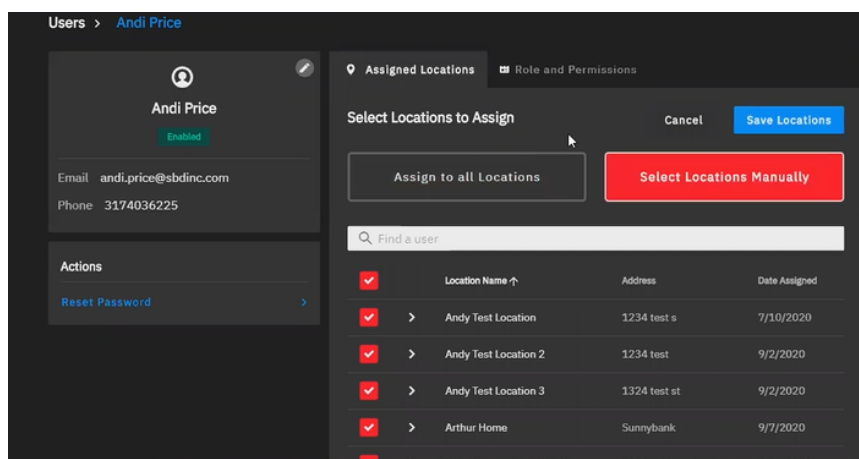 Users > Andi Price
Andi Price
Enabled
Email andi.price@sbdinc.com
Phone 3174036225
Actions
Reset Password >
Assigned Locations Role and Permissions
Select Locations to Assign Cancel Save Locations
Assign to all Locations Select Locations Manually
Find a user
Location Name ↑ Address Date Assigned
> Andy Test Location 1234 test s 7/10/2020
> Andy Test Location 2 1234 test 9/2/2020
> Andy Test Location 3 1324 test st 9/2/2020
> Arthur Home Sunnybank 9/7/2020